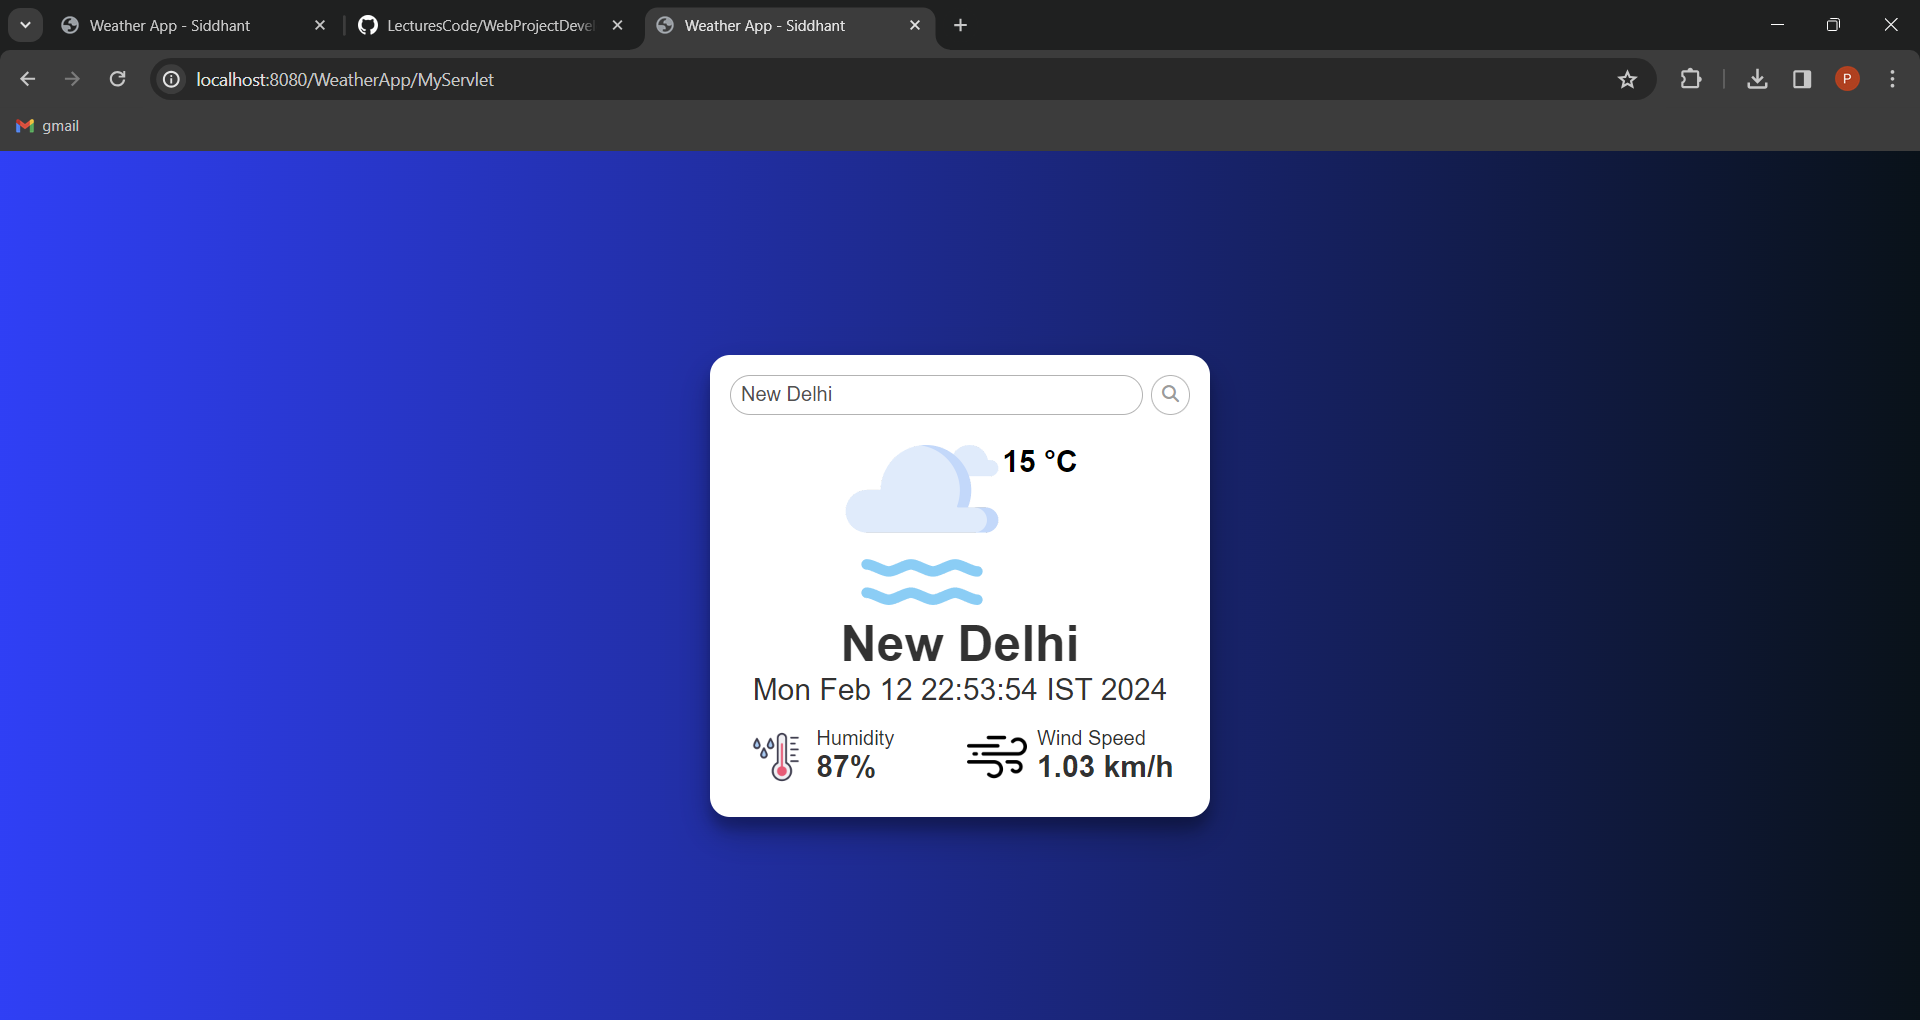 Weather App - Siddhant
LecturesCode/WebProjectDevel
Weather App - Siddhant
localhost:8080/WeatherApp/MyServlet
P
gmail
New Delhi
15 °C
New Delhi
Mon Feb 12 22:53:54 IST 2024
Humidity
87%
Wind Speed
1.03 km/h